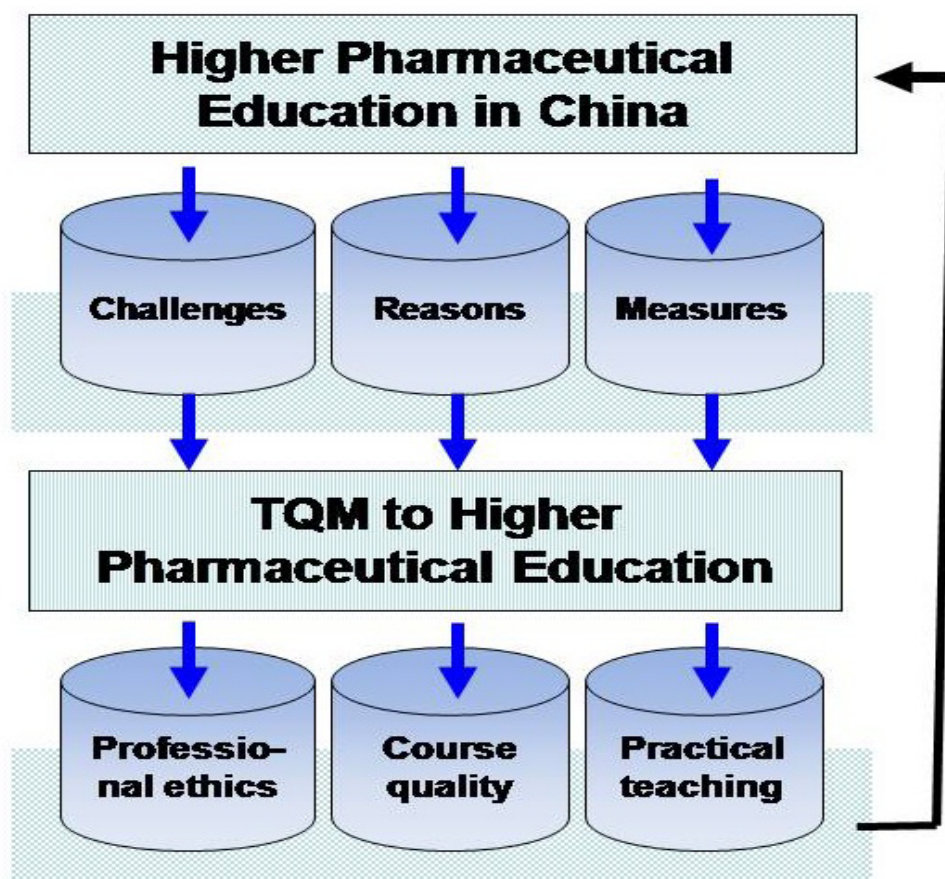 Higher Pharmaceutical
Education in China
Challenges
Reasons
Measures
TQM to Higher
Pharmaceutical Education
Professio-
nal ethics
Course
quality
Practical
teaching